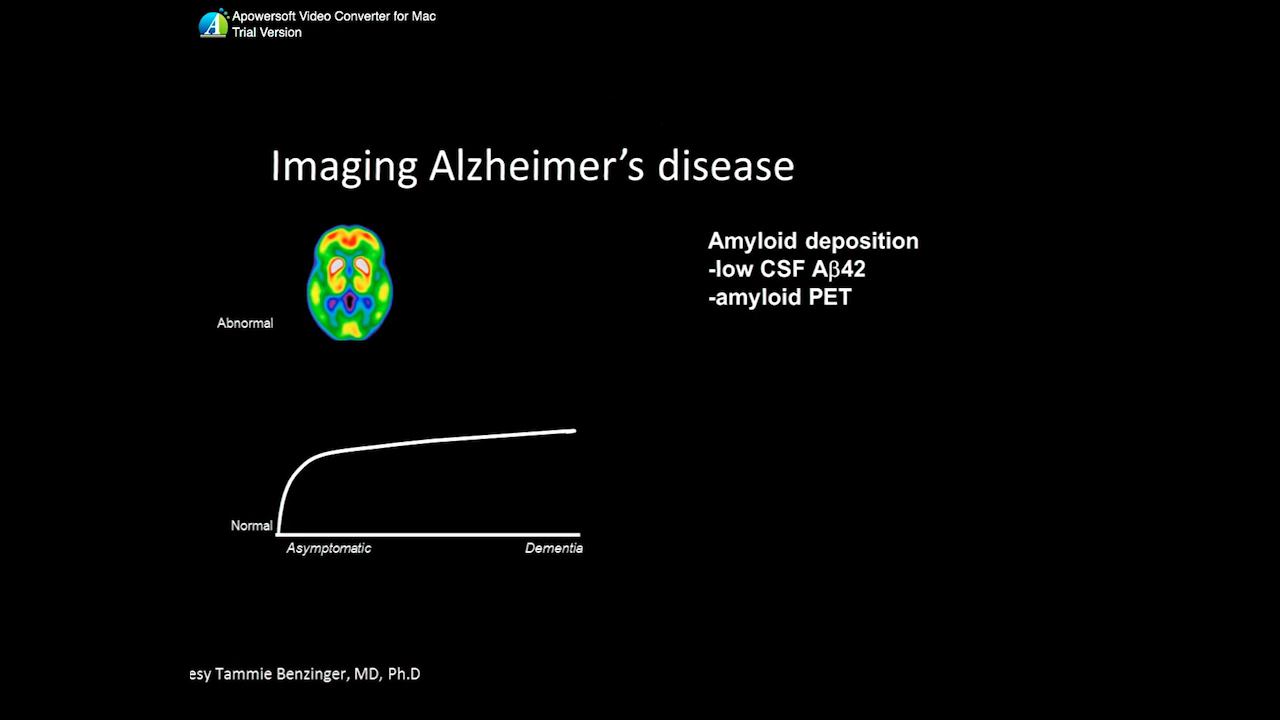 Apowersoft Video Converter for Mac
Trial Version
Imaging Alzheimer’s disease
Amyloid deposition
-low CSF Aβ42
-amyloid PET
Abnormal
Normal
Asymptomatic
Dementia
esy Tammie Benzinger, MD, Ph.D